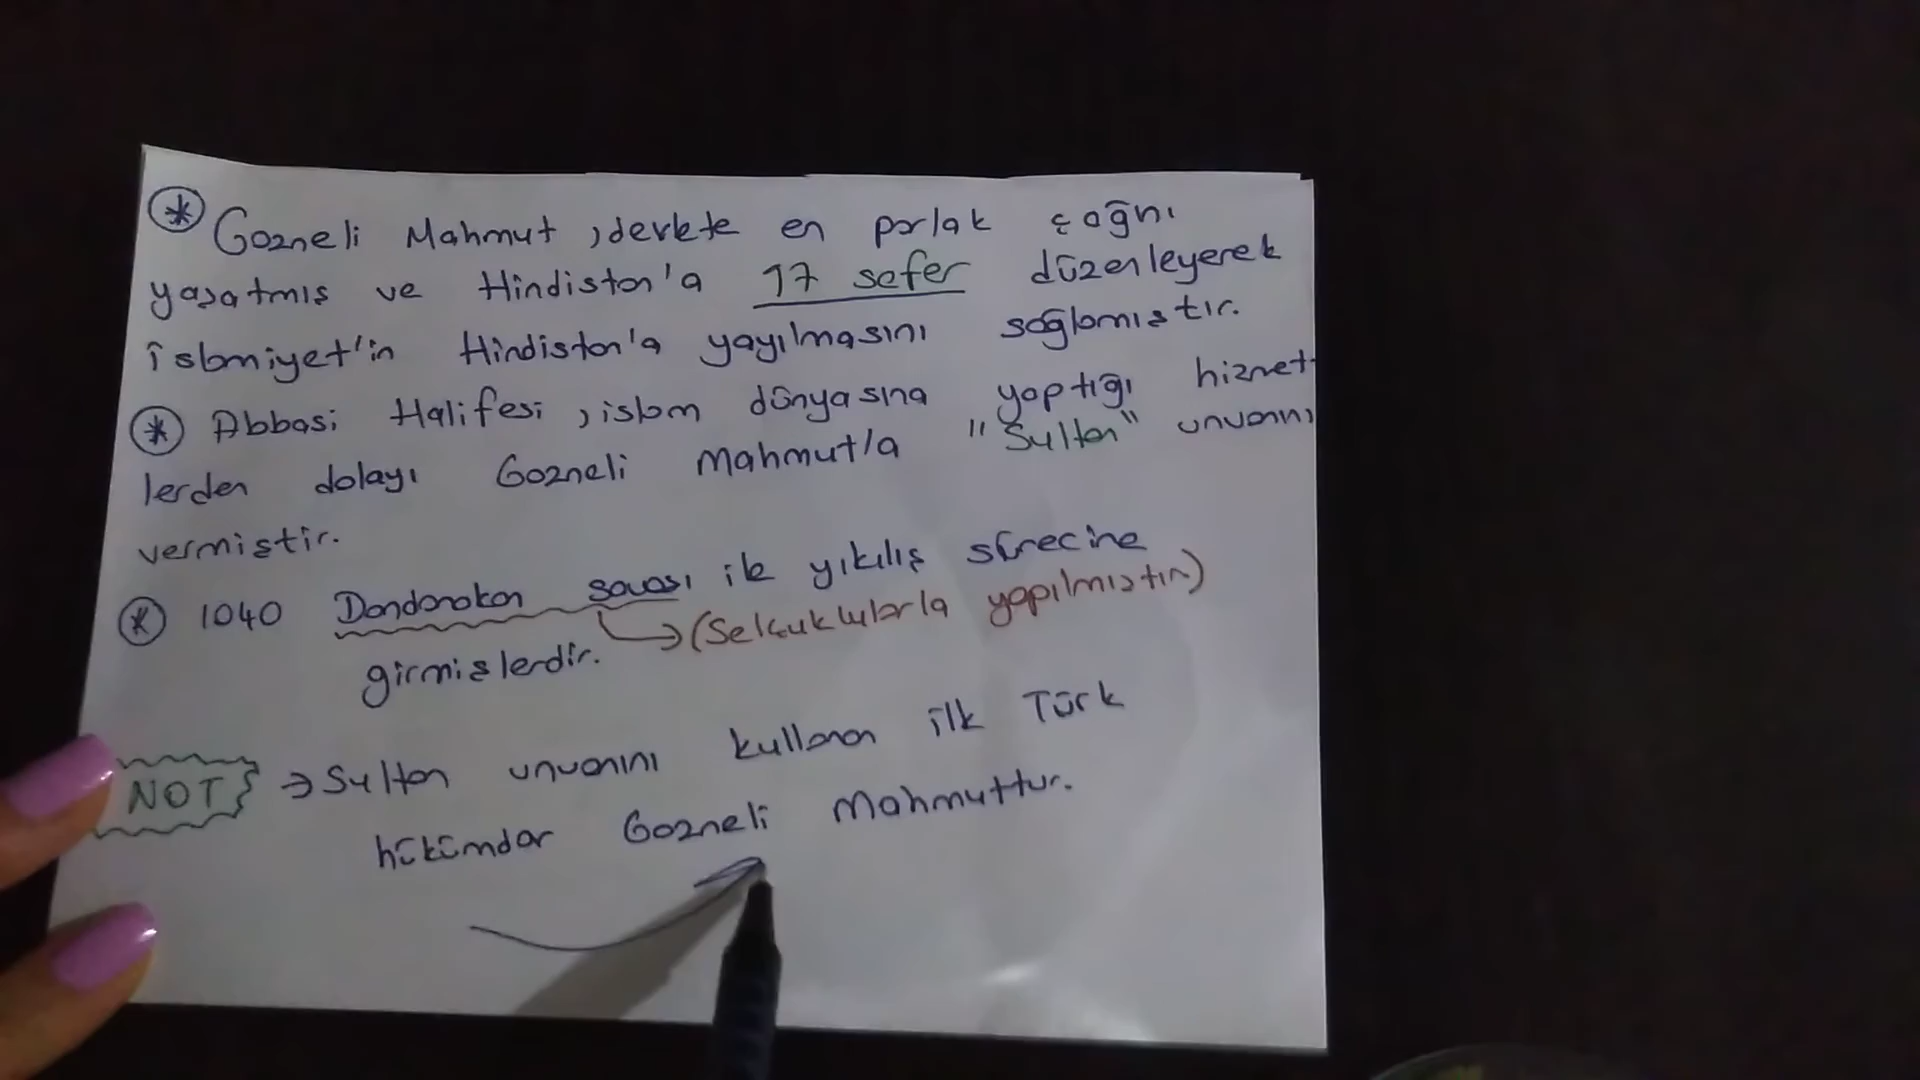 * Gazneli Mahmut, devlete en parlak çağnı
yaşatmış ve Hindistan'a 17 sefer düzenleyerek
İslamiyet'in Hindistan'a yayılmasını sağlamıştır.
* Abbasi Halifesi, islam dünyasına yaptığı hizmet-
lerden dolayı Gazneli Mahmut'a "Sultan" unvanını
vermiştir.
* 1040 Dandanakan savaşı ile yıkılış sürecine
→ (Selçuklularla yapılmıştır)
girmişlerdir.
NOT → Sultan unvanını kullanan ilk Türk
hükümdar Gazneli Mahmuttur.